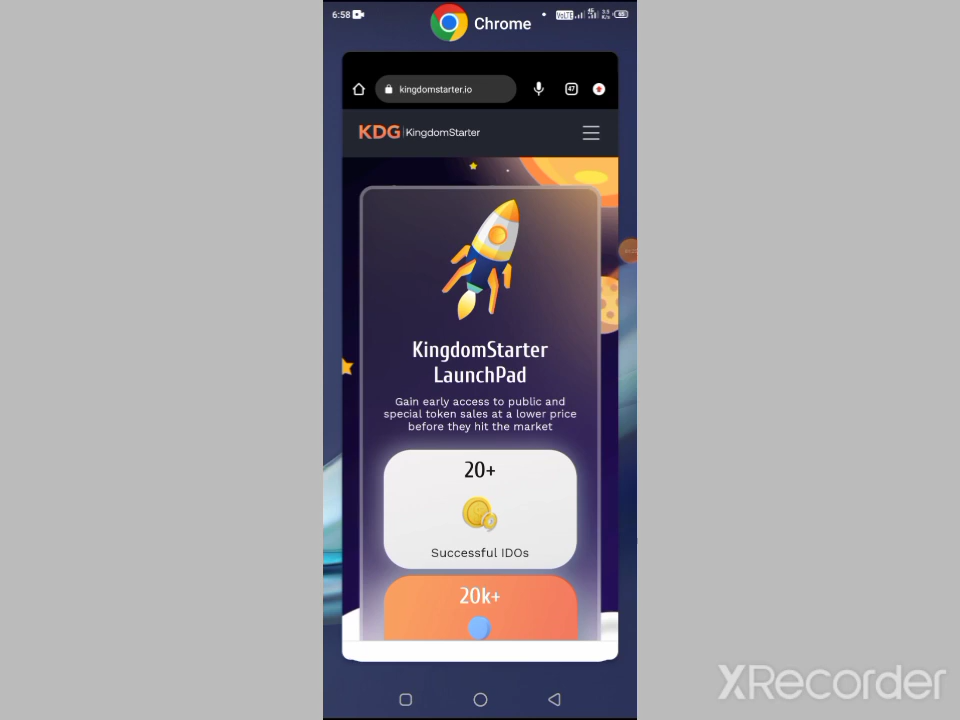 6:58
Chrome
kingdomstarter.io
47
KDG KingdomStarter
KingdomStarter
LaunchPad
Gain early access to public and
special token sales at a lower price
before they hit the market
20+
Successful IDOs
20k+
XRecorder